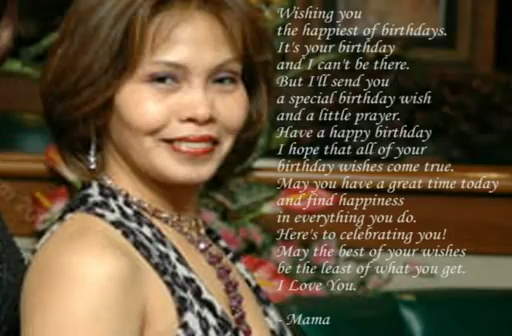 Wishing you
the happiest of birthdays.
It's your birthday
and I can't be there.
But I'll send you
a special birthday wish
and a little prayer.
Have a happy birthday
I hope that all of your
birthday wishes come true.
May you have a great time today
and find happiness
in everything you do.
Here's to celebrating you!
May the best of your wishes
be the least of what you get.
I Love You.
~ Mama